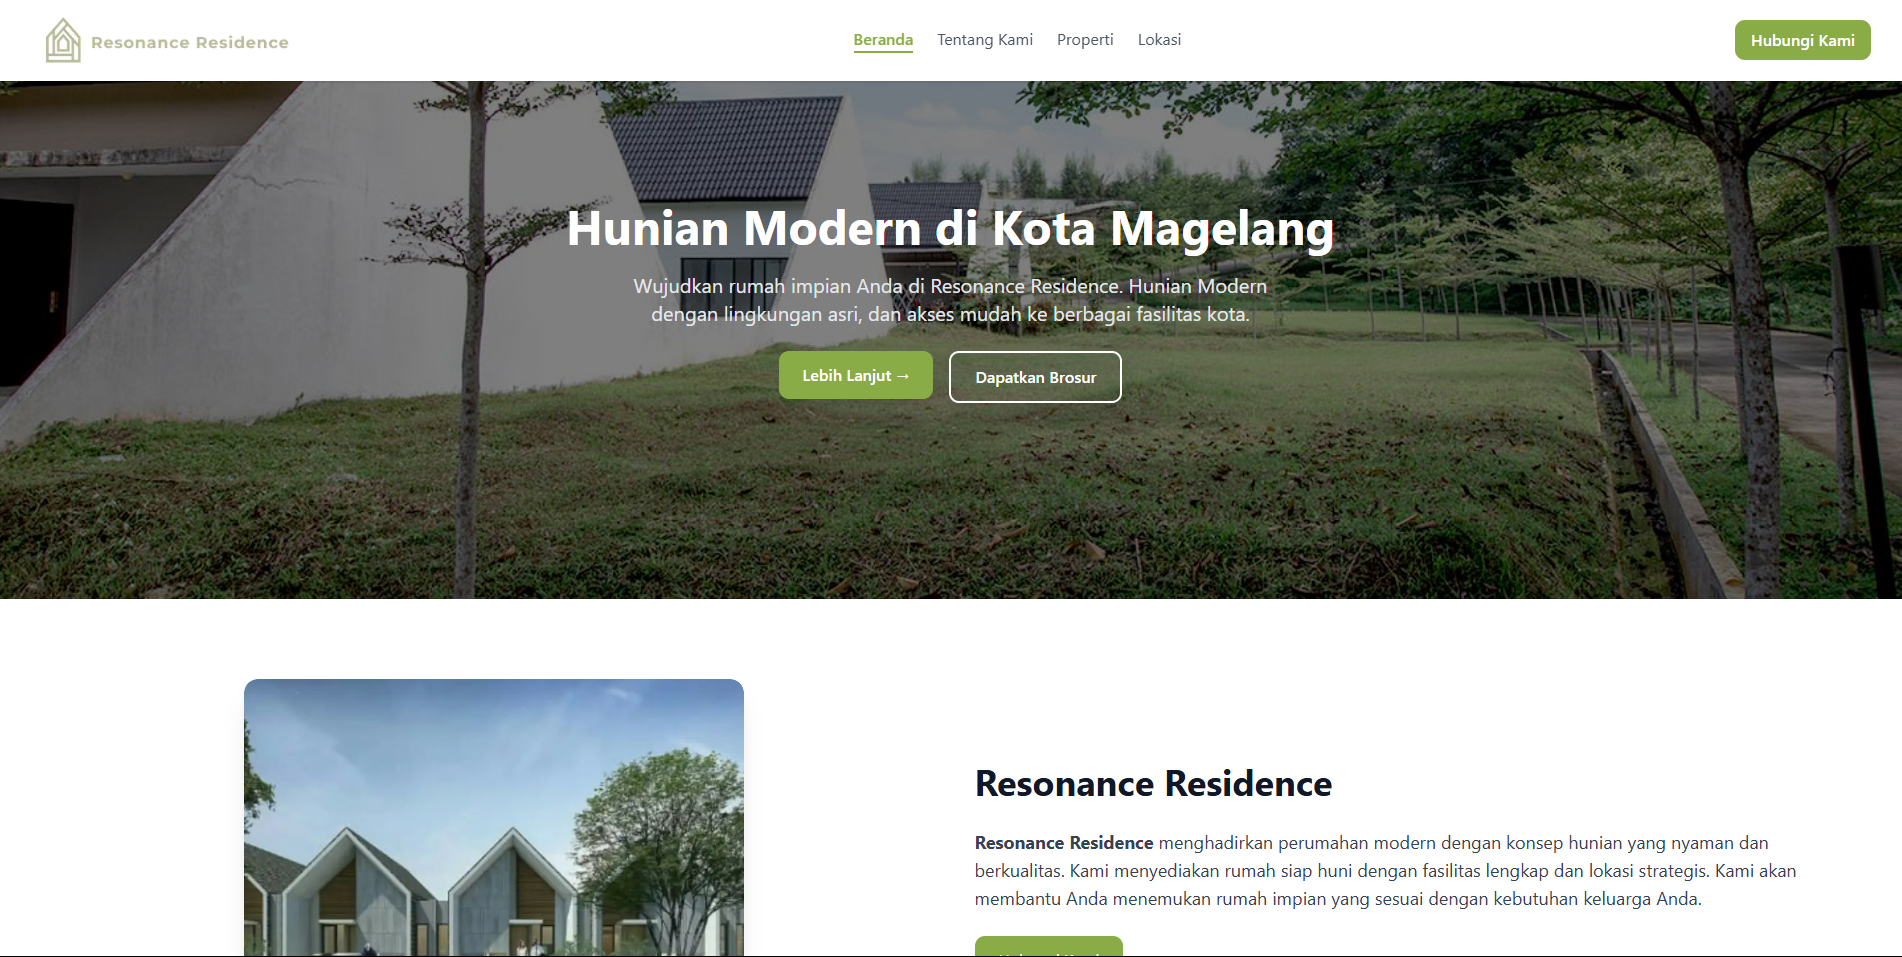 Resonance Residence
Beranda Tentang Kami Properti Lokasi
Hubungi Kami
Hunian Modern di Kota Magelang
Wujudkan rumah impian Anda di Resonance Residence. Hunian Modern
dengan lingkungan asri, dan akses mudah ke berbagai fasilitas kota.
Lebih Lanjut →
Dapatkan Brosur
Resonance Residence
Resonance Residence menghadirkan perumahan modern dengan konsep hunian yang nyaman dan
berkualitas. Kami menyediakan rumah siap huni dengan fasilitas lengkap dan lokasi strategis. Kami akan
membantu Anda menemukan rumah impian yang sesuai dengan kebutuhan keluarga Anda.